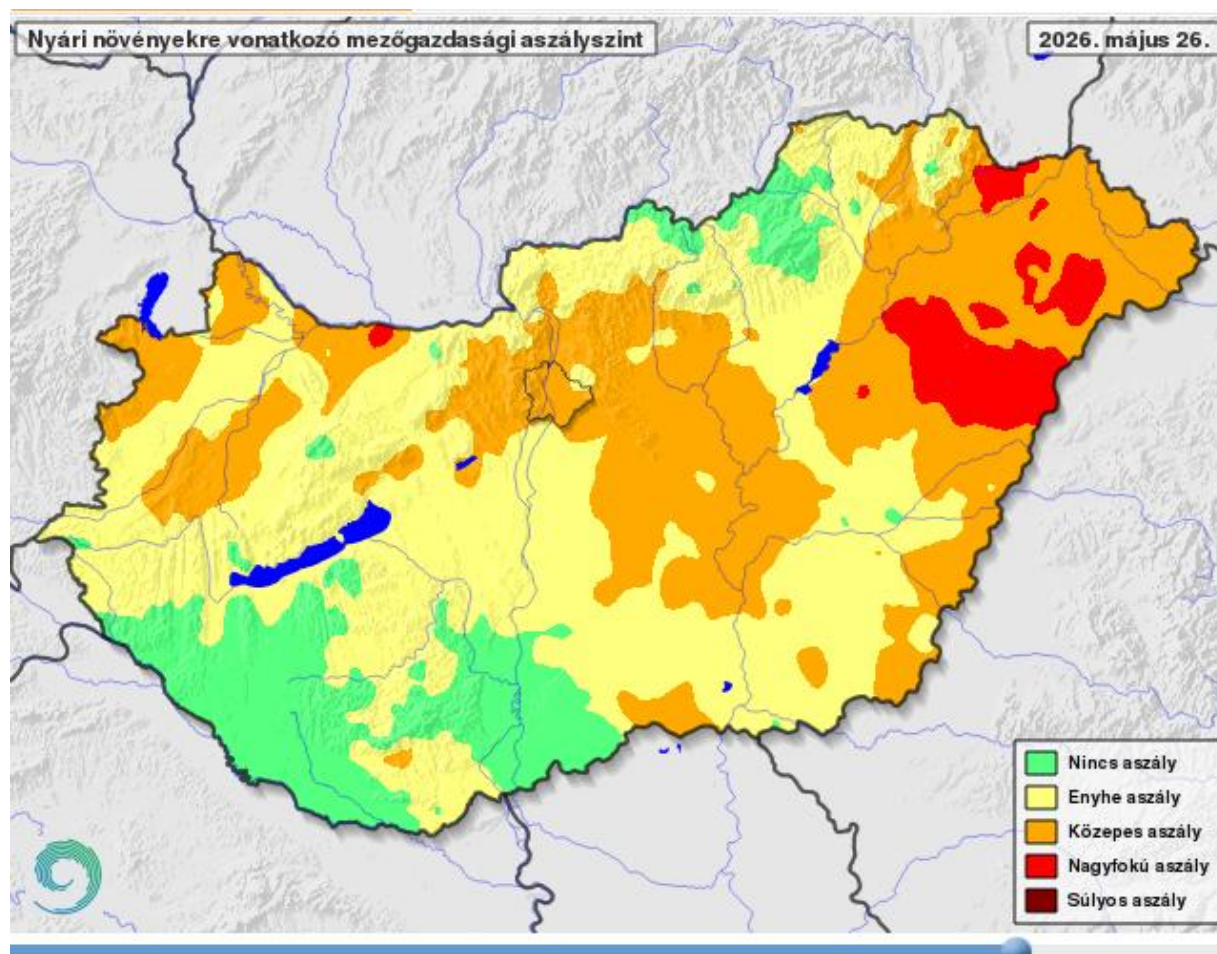 Nyári növényekre vonatkozó mezőgazdasági aszályszint
2026. május 26.
Nincs aszály
Enyhe aszály
Közepes aszály
Nagyfokú aszály
Súlyos aszály